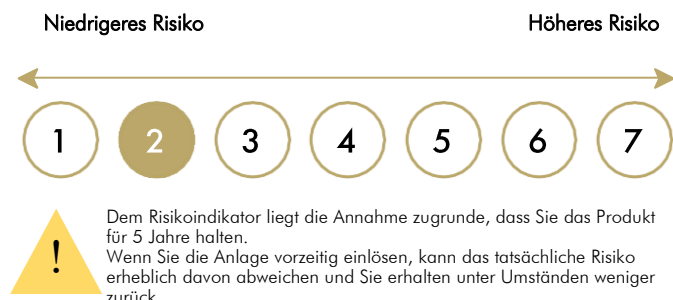 Niedrigeres Risiko Höheres Risiko
1 2 3 4 5 6 7
Dem Risikoindikator liegt die Annahme zugrunde, dass Sie das Produkt
für 5 Jahre halten.
! Wenn Sie die Anlage vorzeitig einlösen, kann das tatsächliche Risiko
erheblich davon abweichen und Sie erhalten unter Umständen weniger
zurück